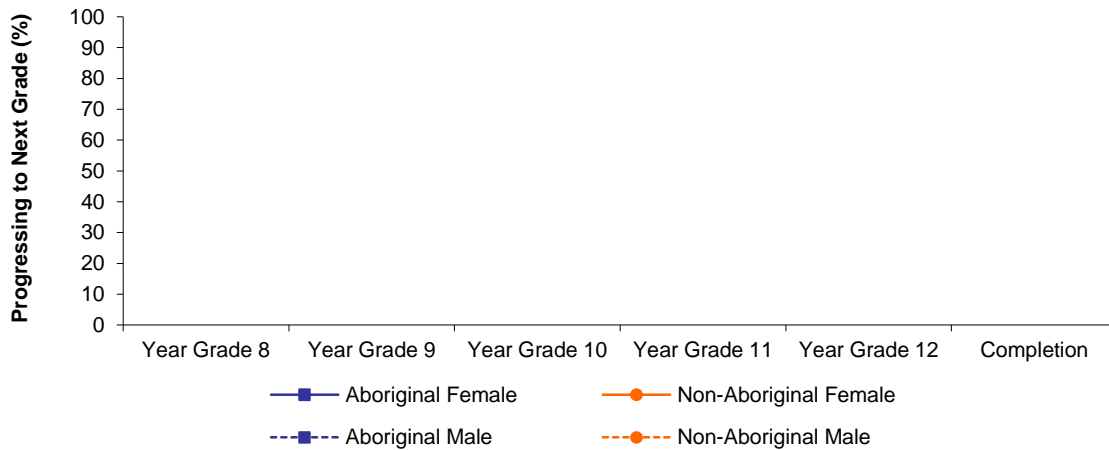 Progressing to Next Grade (%)
100
90
80
70
60
50
40
30
20
10
0
Year Grade 8 Year Grade 9 Year Grade 10 Year Grade 11 Year Grade 12 Completion
Aboriginal Female Non-Aboriginal Female
Aboriginal Male Non-Aboriginal Male